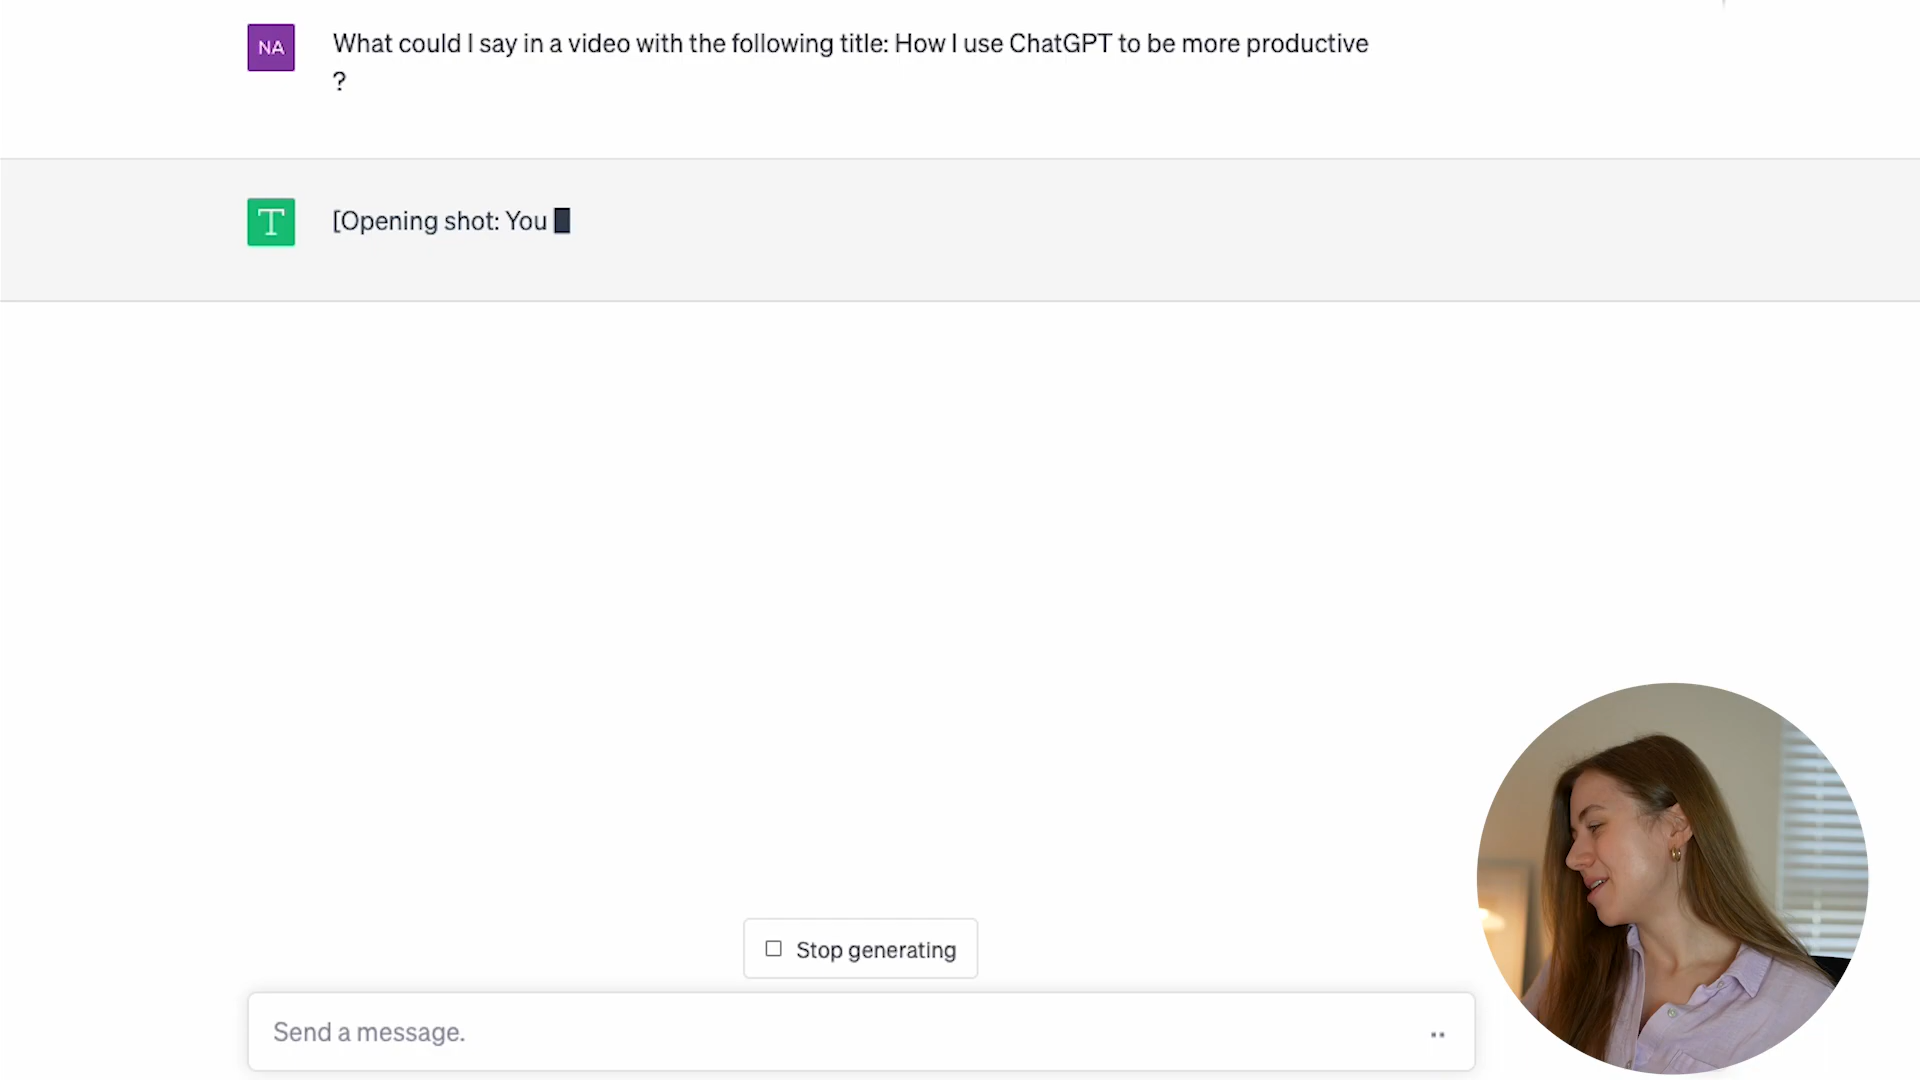 NA
What could I say in a video with the following title: How I use ChatGPT to be more productive
?
T
[Opening shot: You
Stop generating
Send a message.